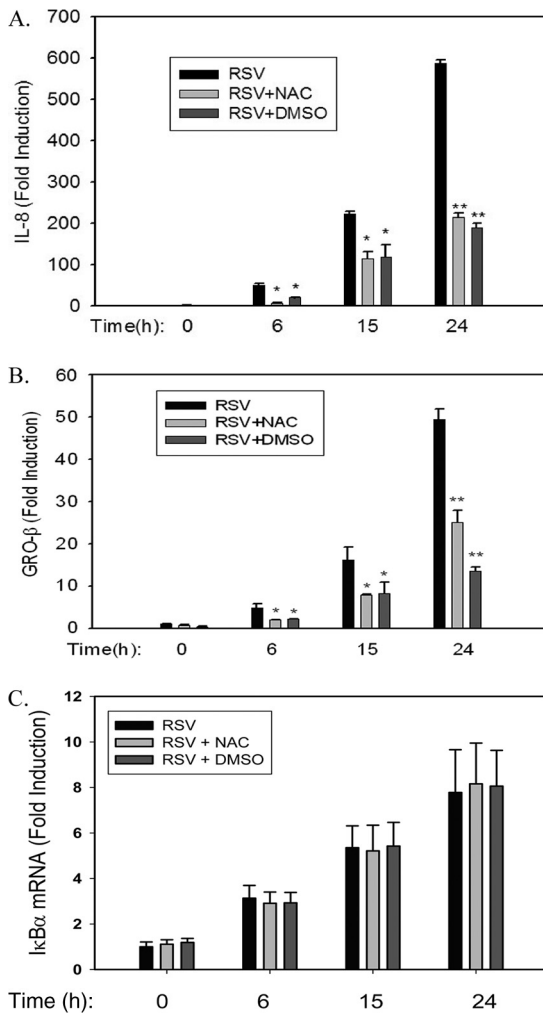 A.
IL-8 (Fold Induction)
700
600
500
400
300
200
100
0
RSV
RSV+NAC
RSV+DMSO
* *
* *
** **
Time(h): 0 6 15 24
B.
GRO-β (Fold Induction)
60
50
40
30
20
10
0
RSV
RSV+NAC
RSV+DMSO
* *
* *
** **
Time(h): 0 6 15 24
C.
IκBα mRNA (Fold Induction)
12
10
8
6
4
2
0
RSV
RSV + NAC
RSV + DMSO
Time (h): 0 6 15 24